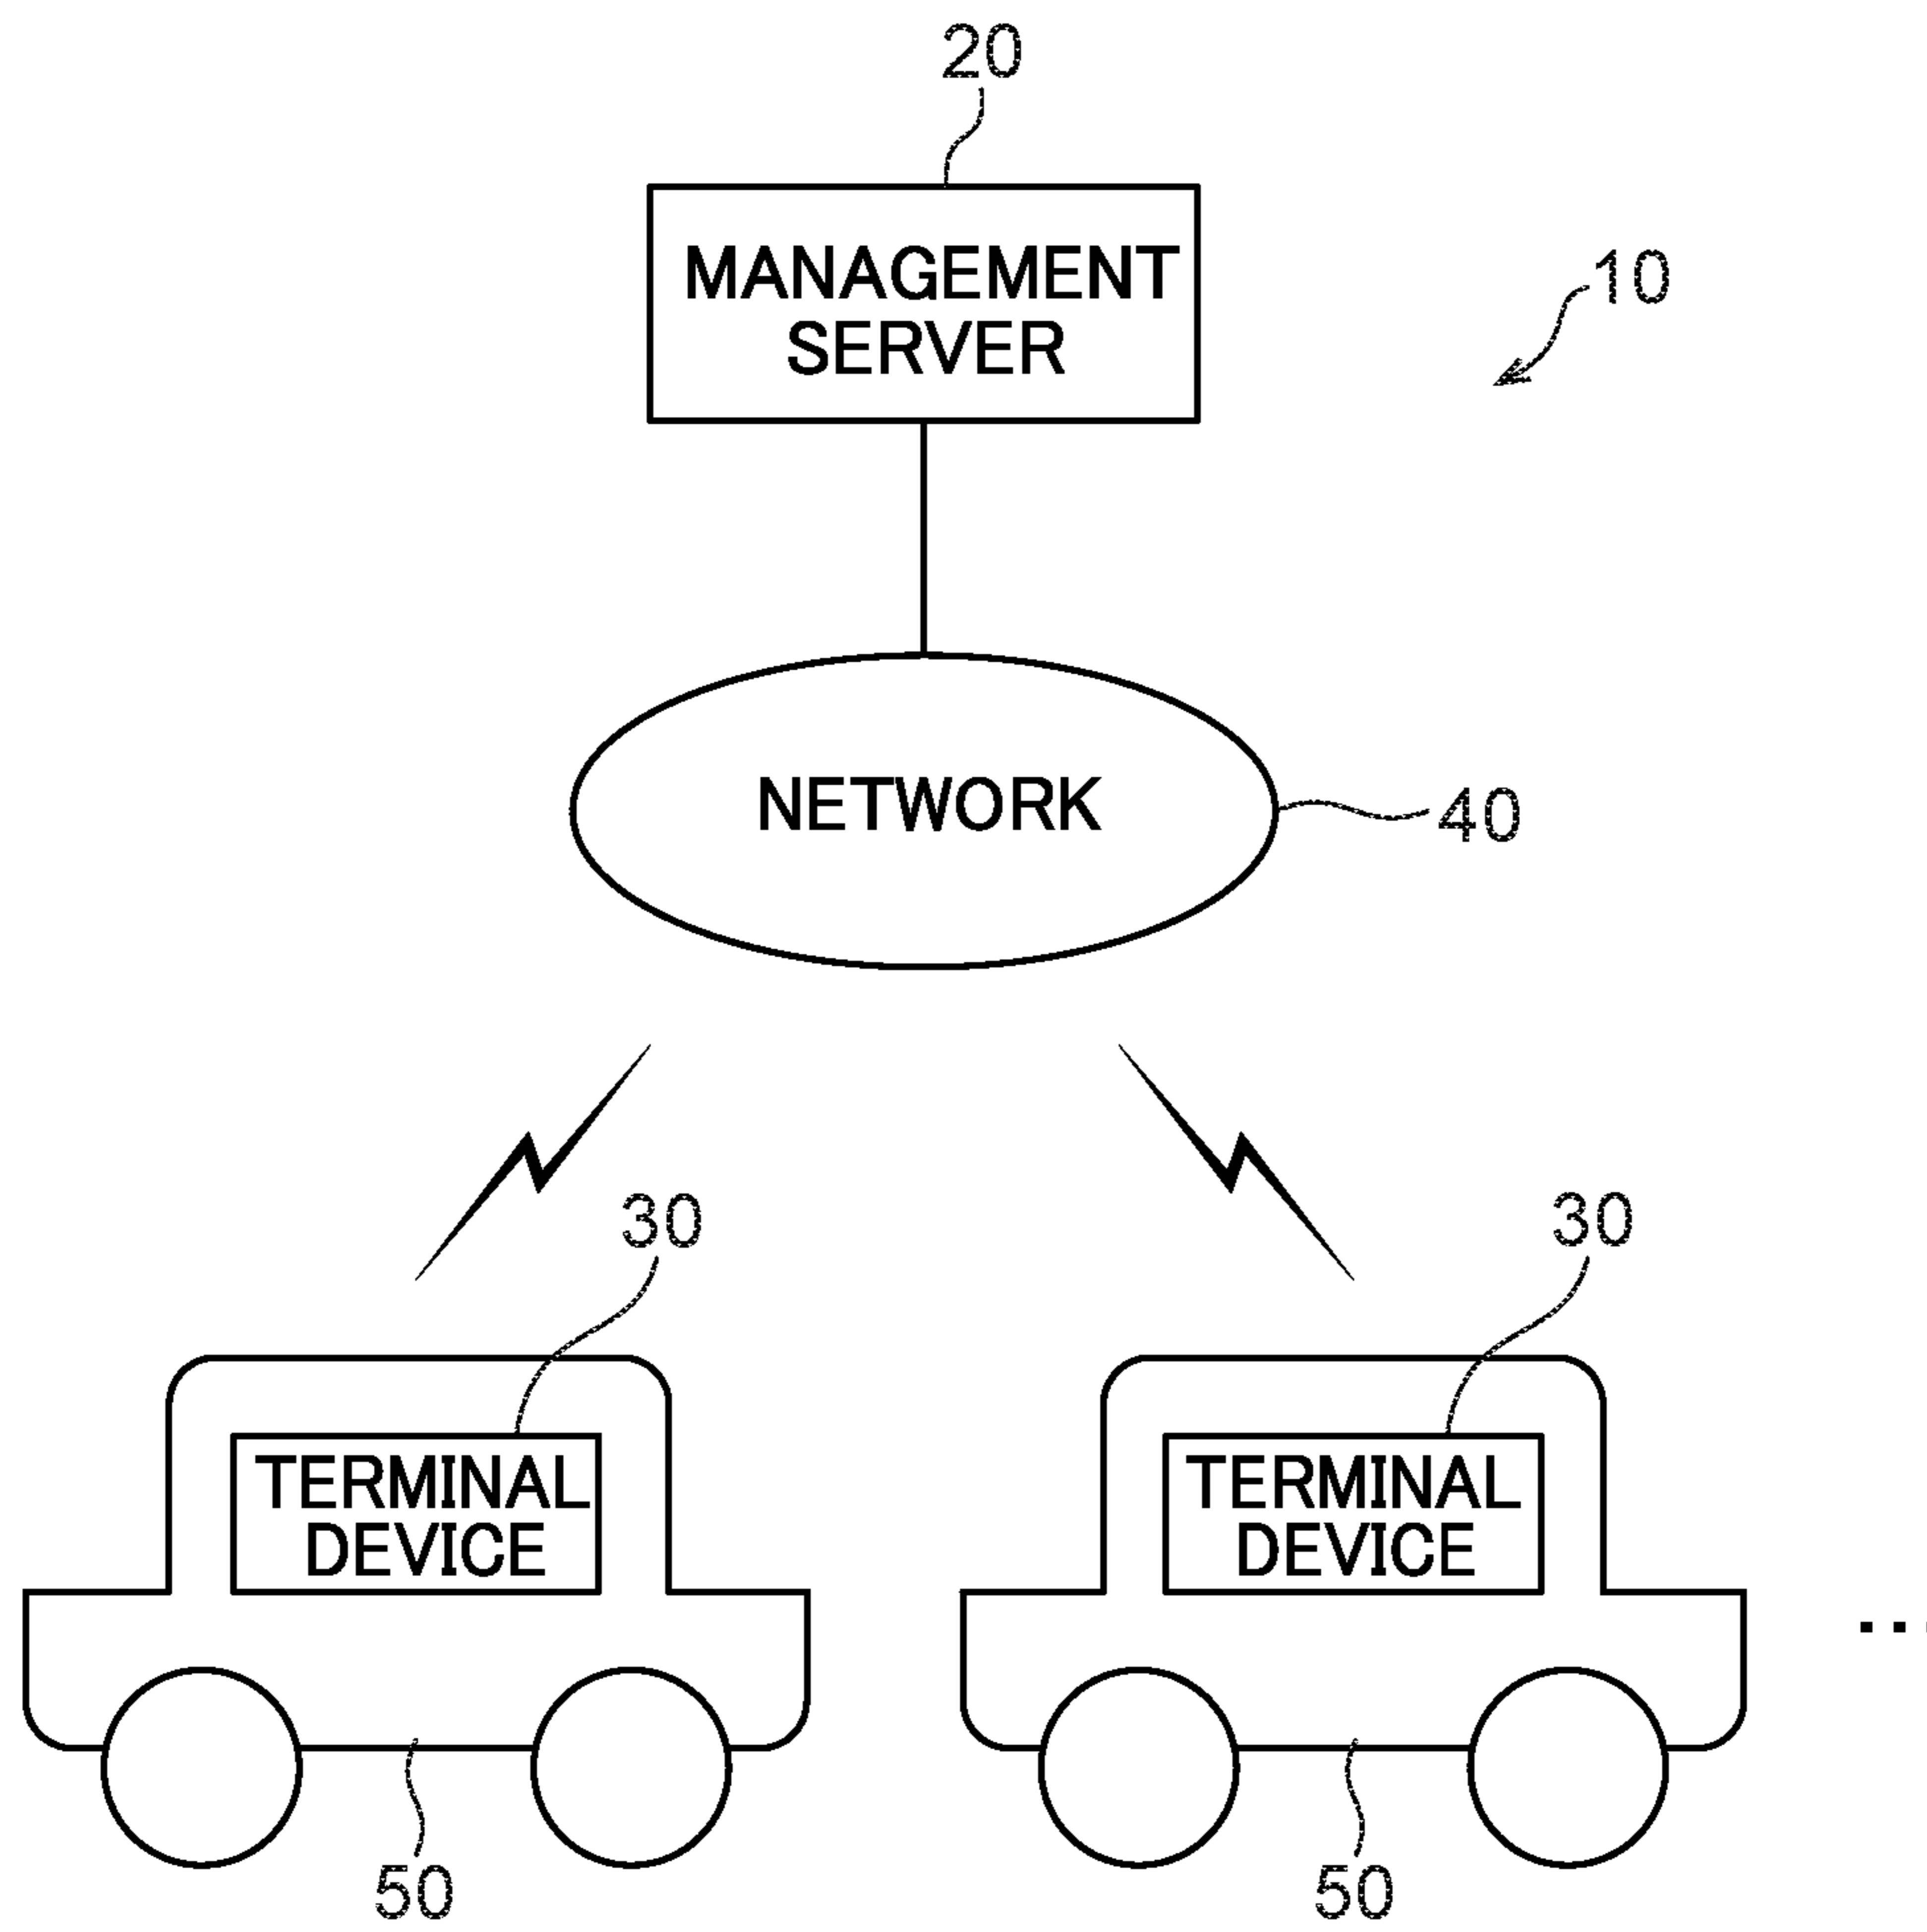 20
MANAGEMENT
SERVER
10
NETWORK
40
30
30
TERMINAL
DEVICE
TERMINAL
DEVICE
...
50
50